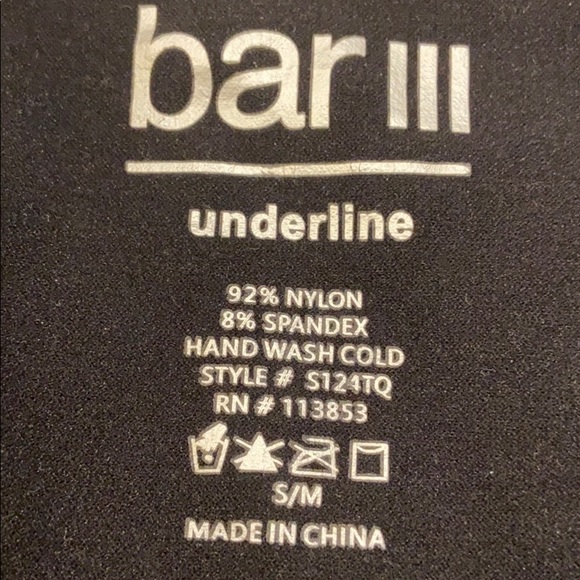 bar III
underline
92% NYLON
8% SPANDEX
HAND WASH COLD
STYLE # S124TQ
RN # 113853
S/M
MADE IN CHINA